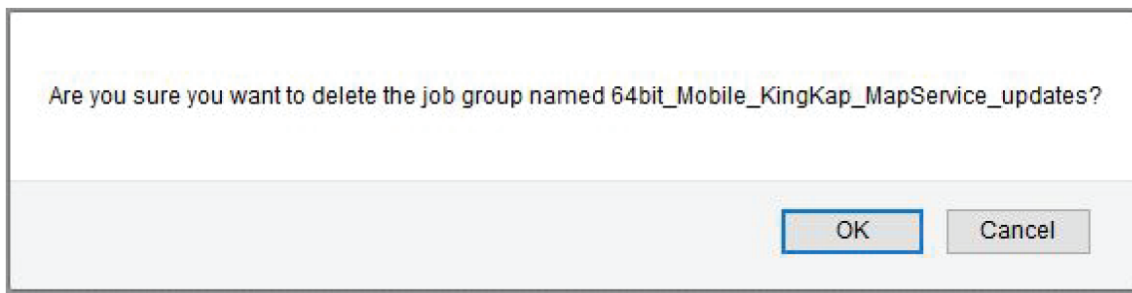 Are you sure you want to delete the job group named 64bit_Mobile_KingKap_MapService_updates?
OK Cancel